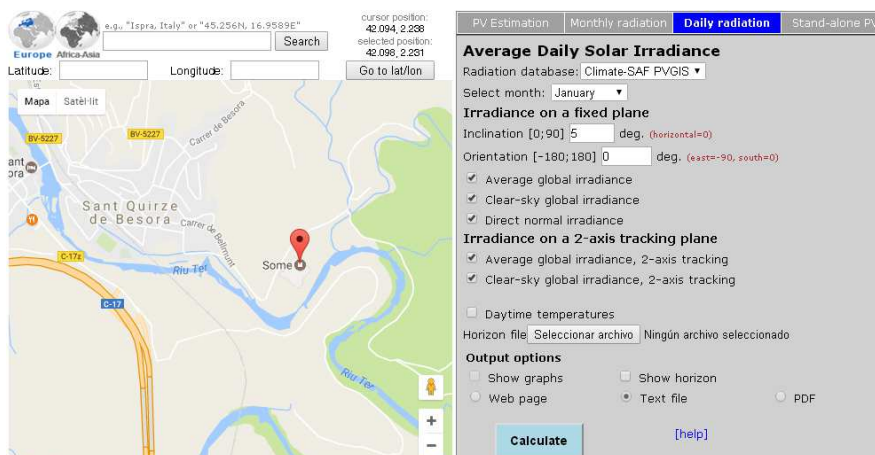 e.g., "Ispra, Italy" or "45.256N, 16.9589E"
Search
Europe Africa-Asia
cursor position:
42.094, 2.238
selected position:
42.098, 2.231
Latitude:
Longitude:
Go to lat/lon
Mapa
Satèl·lit
BV-5227
BV-5227
Carrer de Besora
ant
ora
Sant Quirze
de Besora
Carrer de Bellmunt
C-17z
Riu Ter
Some
C-17
Riu Ter
+
−
PV Estimation
Monthly radiation
Daily radiation
Stand-alone PV
Average Daily Solar Irradiance
Radiation database: Climate-SAF PVGIS
Select month: January
Irradiance on a fixed plane
Inclination [0;90] 5 deg. (horizontal=0)
Orientation [-180;180] 0 deg. (east=-90, south=0)
Average global irradiance
Clear-sky global irradiance
Direct normal irradiance
Irradiance on a 2-axis tracking plane
Average global irradiance, 2-axis tracking
Clear-sky global irradiance, 2-axis tracking
Daytime temperatures
Horizon file Seleccionar archivo Ningún archivo seleccionado
Output options
Show graphs
Show horizon
Web page
Text file
PDF
Calculate
[help]